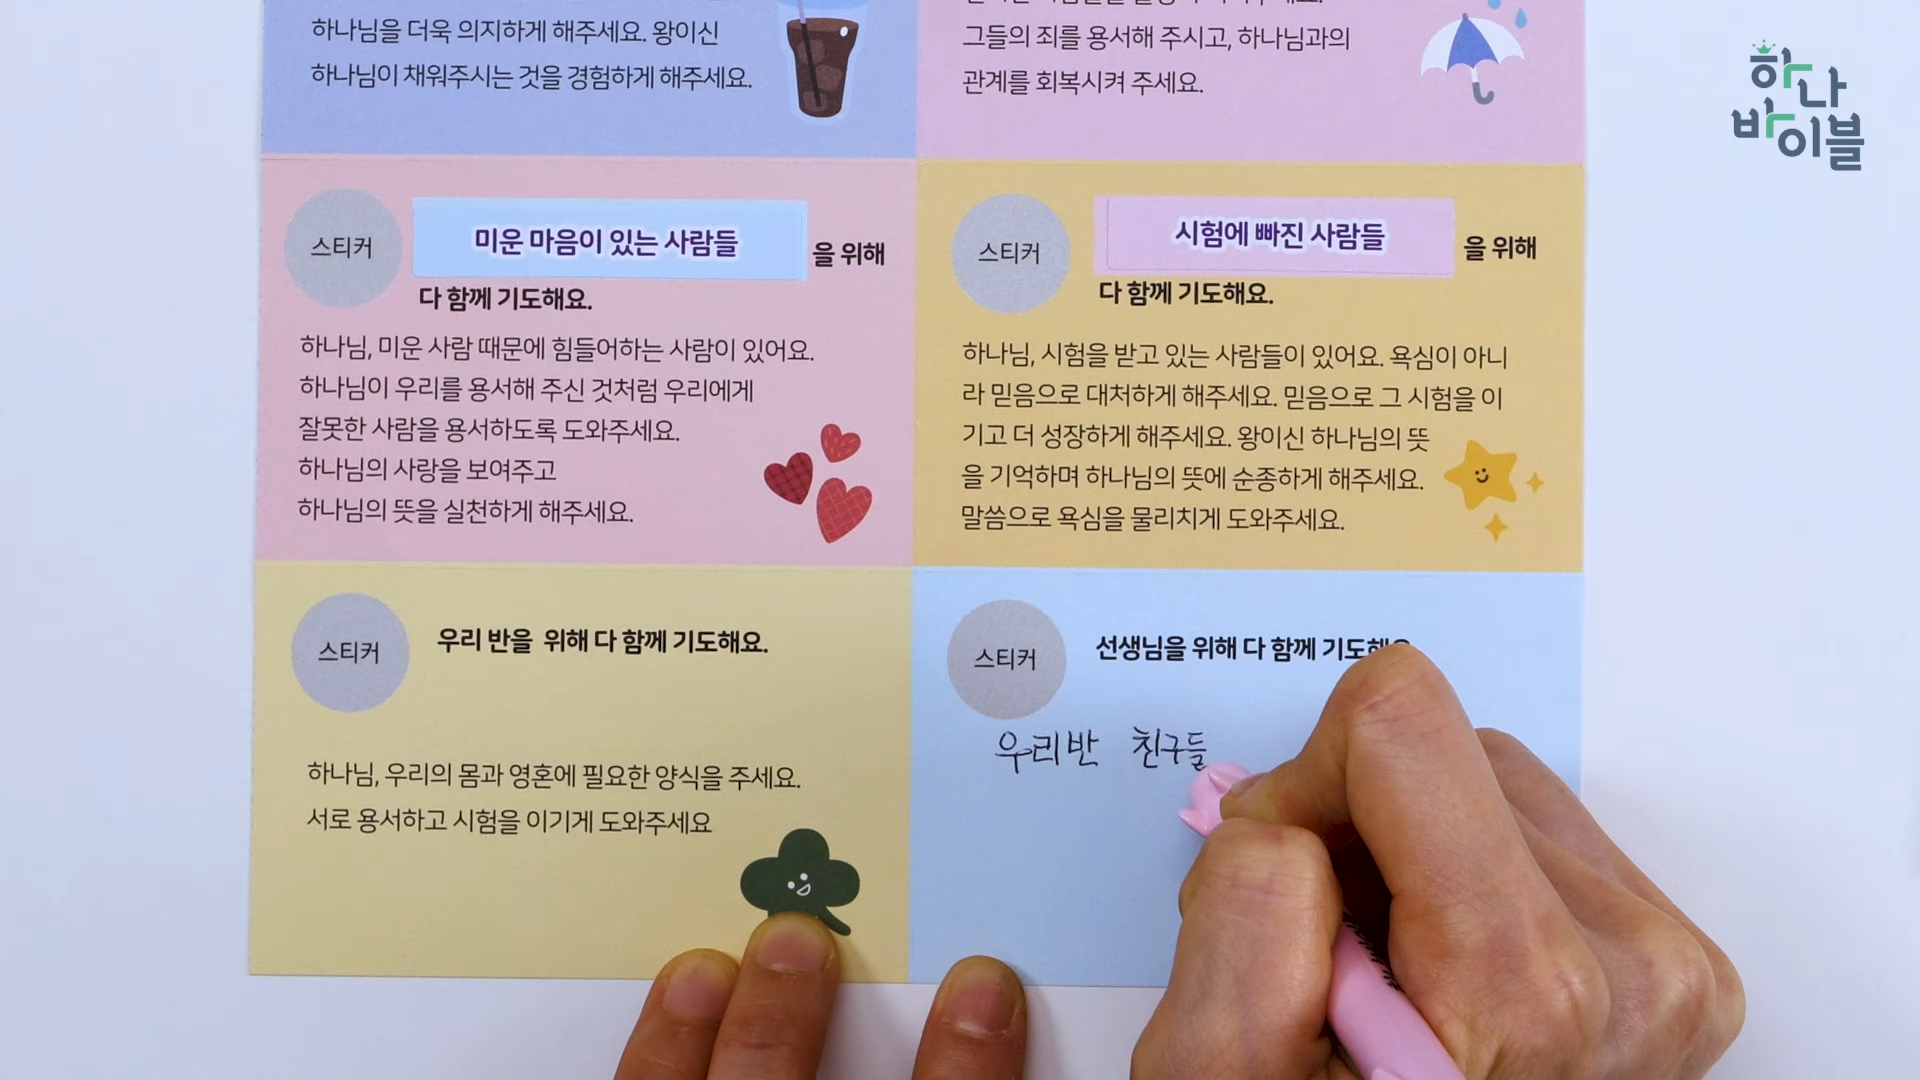 하나님을 더욱 의지하게 해주세요. 왕이신
하나님이 채워주시는 것을 경험하게 해주세요.
그들의 죄를 용서해 주시고, 하나님과의
관계를 회복시켜 주세요.
하나
바이블
스티커
미운 마음이 있는 사람들
을 위해
다 함께 기도해요.
하나님, 미운 사람 때문에 힘들어하는 사람이 있어요.
하나님이 우리를 용서해 주신 것처럼 우리에게
잘못한 사람을 용서하도록 도와주세요.
하나님의 사랑을 보여주고
하나님의 뜻을 실천하게 해주세요.
스티커
시험에 빠진 사람들
을 위해
다 함께 기도해요.
하나님, 시험을 받고 있는 사람들이 있어요. 욕심이 아니
라 믿음으로 대처하게 해주세요. 믿음으로 그 시험을 이
기고 더 성장하게 해주세요. 왕이신 하나님의 뜻
을 기억하며 하나님의 뜻에 순종하게 해주세요.
말씀으로 욕심을 물리치게 도와주세요.
스티커
우리 반을 위해 다 함께 기도해요.
하나님, 우리의 몸과 영혼에 필요한 양식을 주세요.
서로 용서하고 시험을 이기게 도와주세요
스티커
선생님을 위해 다 함께 기도해요
우리반 친구들